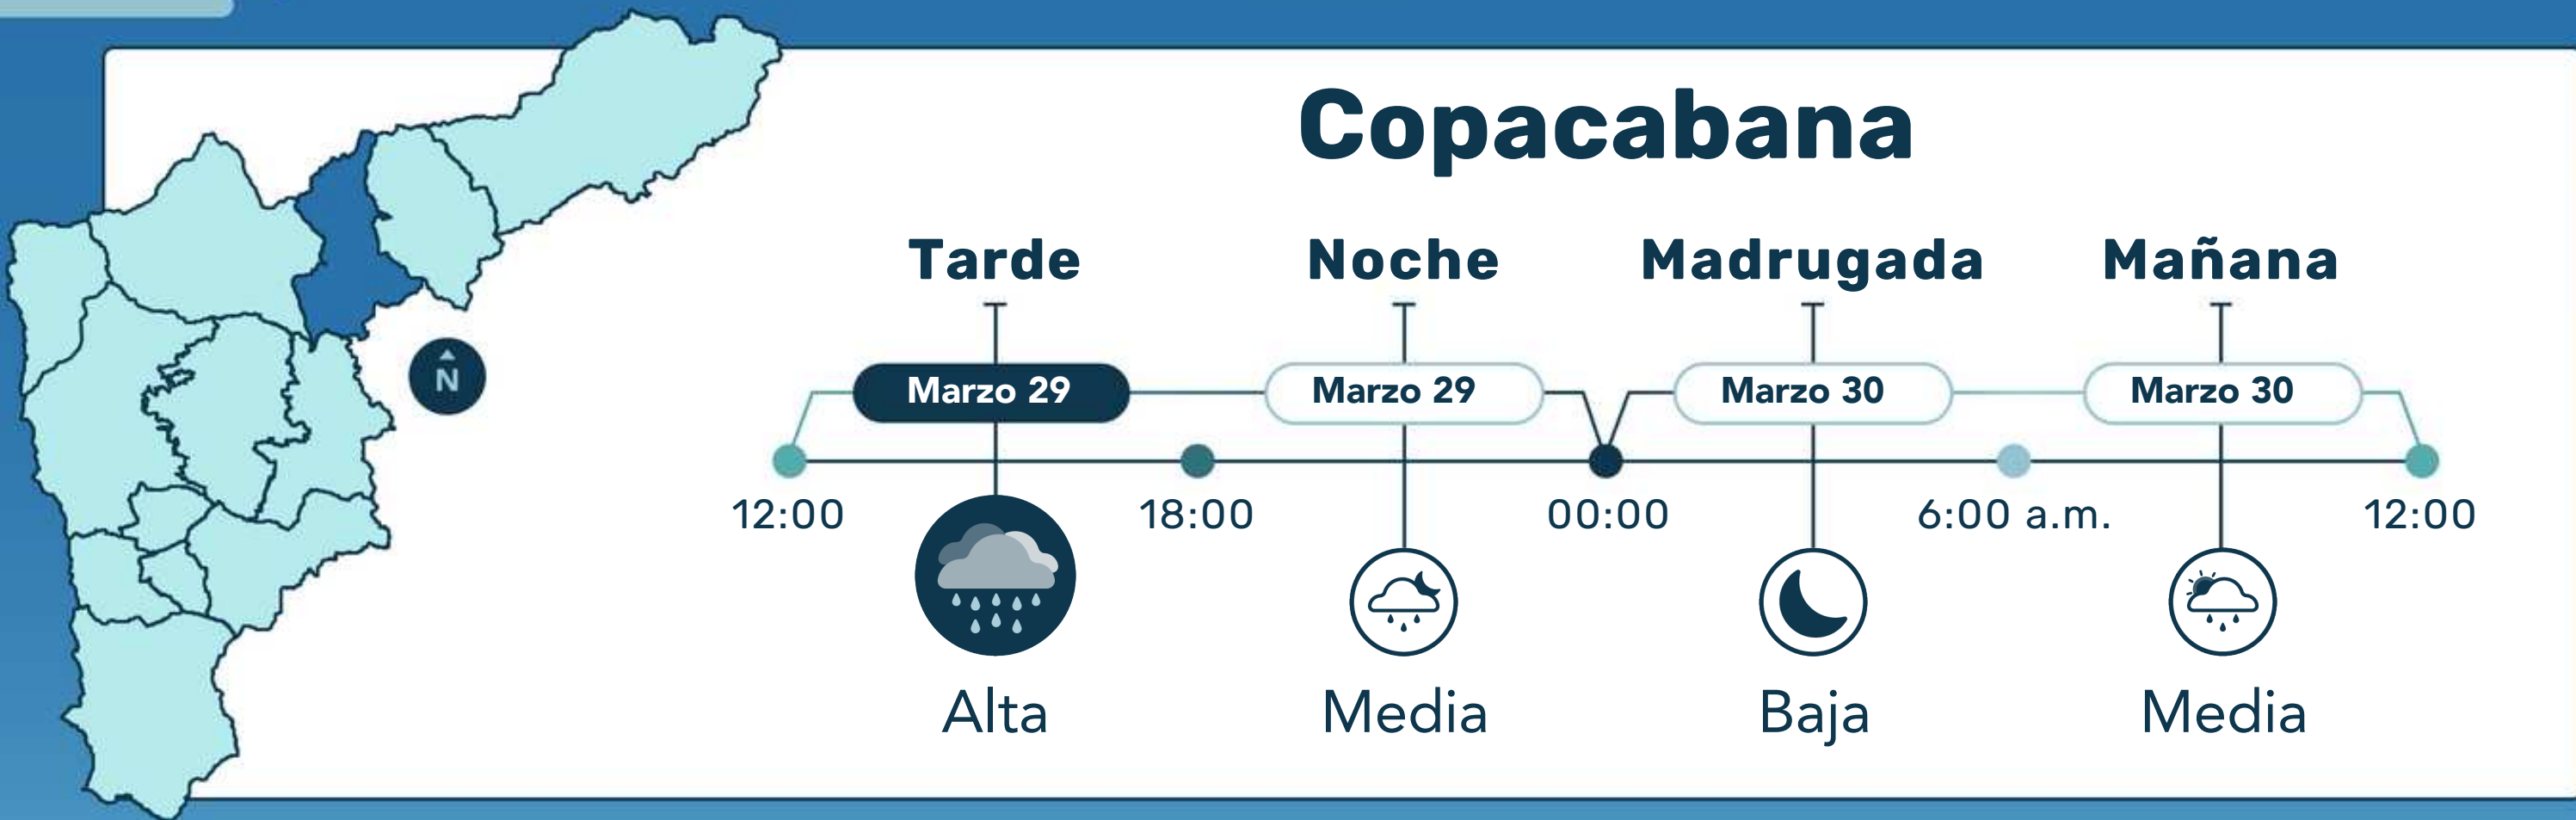 Copacabana
Tarde Noche Madrugada Mañana
Marzo 29 Marzo 29 Marzo 30 Marzo 30
12:00 18:00 00:00 6:00 a.m. 12:00
N
Alta Media Baja Media